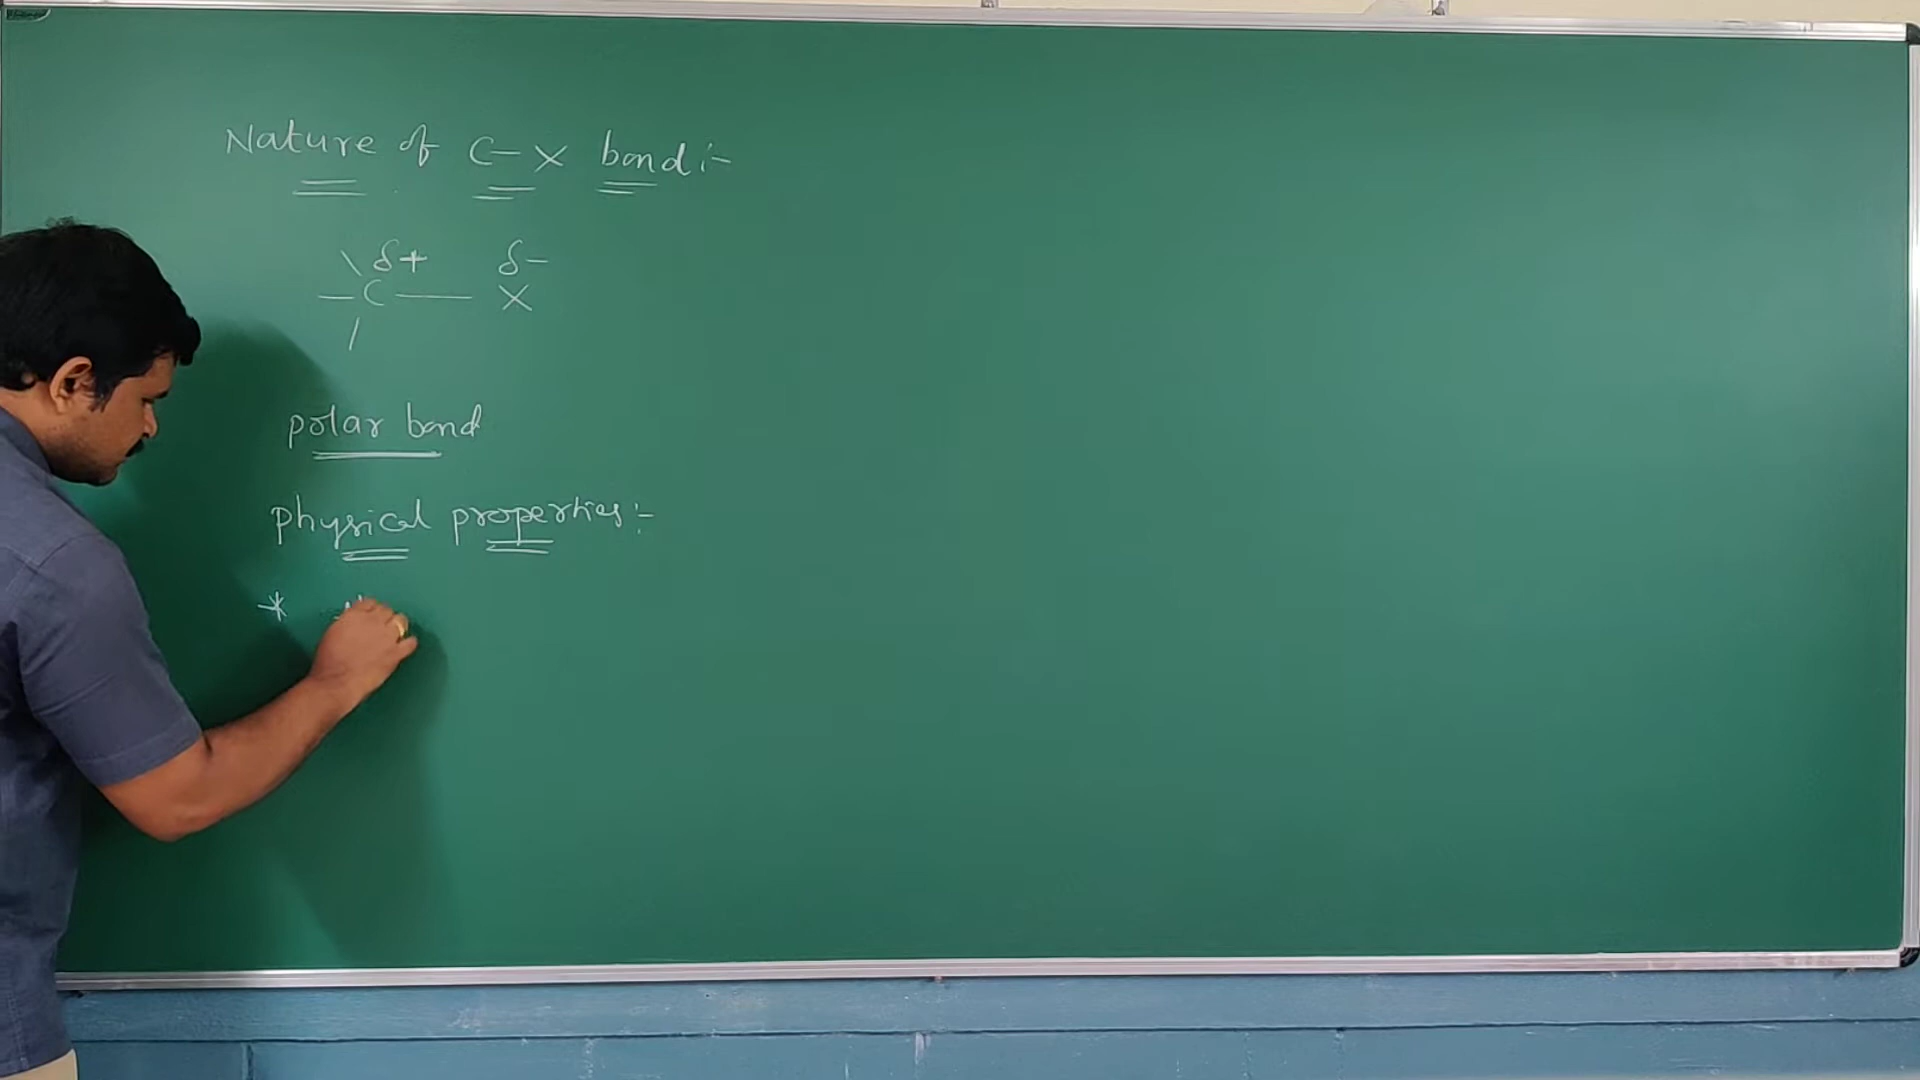 Nature of C-X bond:-
\ δ+ δ-
-C — X
/
polar bond
physical properties:-
*